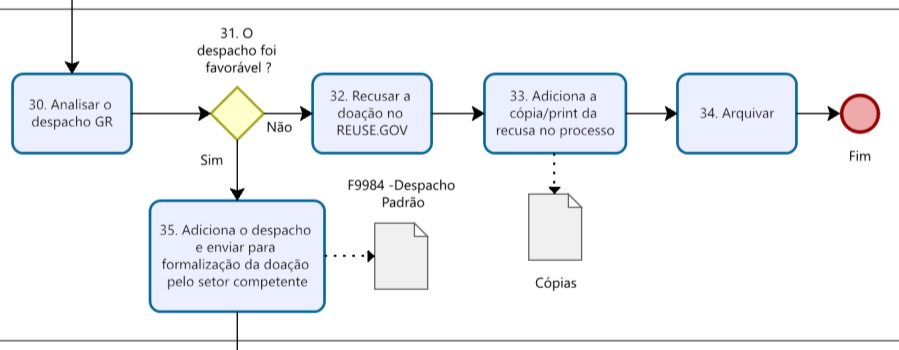 31. O
despacho foi
favorável ?
30. Analisar o
despacho GR
Não
32. Recusar a
doação no
REUSE.GOV
33. Adiciona a
cópia/print da
recusa no processo
34. Arquivar
Fim
Sim
35. Adiciona o despacho
e enviar para
formalização da doação
pelo setor competente
F9984 -Despacho
Padrão
Cópias